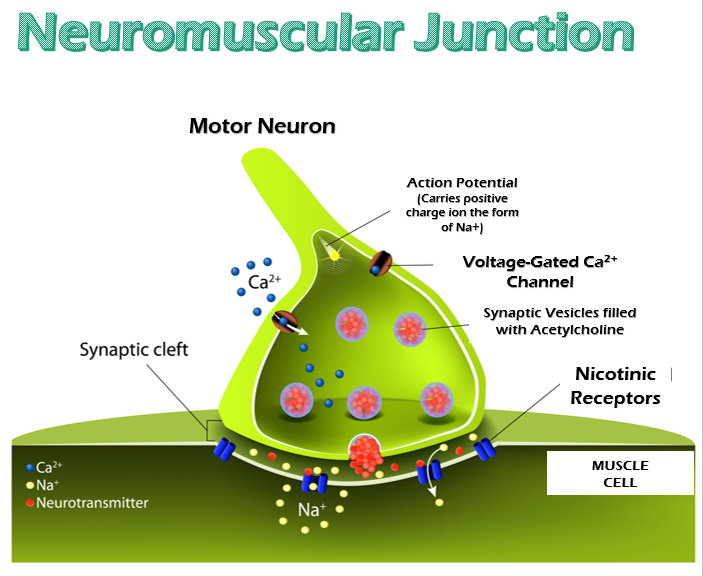 Neuromuscular Junction
Motor Neuron
Action Potential
(Carries positive
charge ion the form
of Na+)
Voltage-Gated Ca²⁺
Channel
Ca²⁺
Synaptic Vesicles filled
with Acetylcholine
Synaptic cleft
Nicotinic
Receptors
Ca²⁺
Na⁺
Neurotransmitter
Na⁺
MUSCLE
CELL